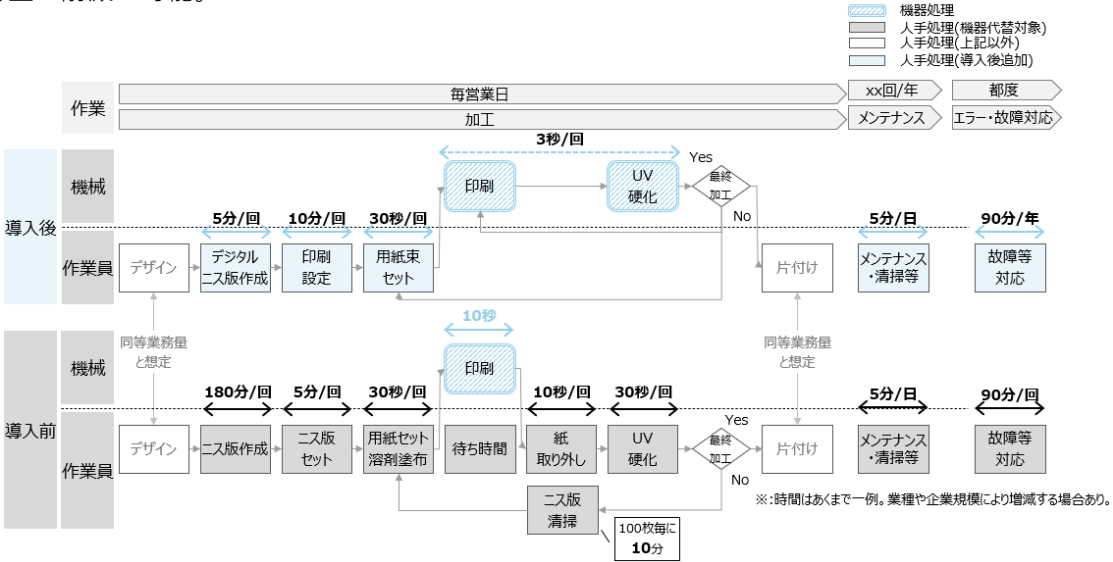 機器処理
人手処理(機器代替対象)
人手処理(上記以外)
人手処理(導入後追加)
作業
毎営業日
xx回/年
都度
加工
メンテナンス
エラー・故障対応
導入後
機械
3秒/回
印刷
UV
硬化
Yes
最終
加工
No
作業員
5分/回
10分/回
30秒/回
5分/日
90分/年
デザイン
デジタル
ニス版作成
印刷
設定
用紙束
セット
片付け
メンテナンス
・清掃等
故障等
対応
同等業務量
と想定
同等業務量
と想定
導入前
機械
10秒
印刷
作業員
180分/回
5分/回
30秒/回
10秒/回
30秒/回
5分/日
90分/回
デザイン
ニス版作成
ニス版
セット
用紙セット
溶剤塗布
待ち時間
紙
取り外し
UV
硬化
Yes
最終
加工
No
片付け
メンテナンス
・清掃等
故障等
対応
ニス版
清掃
100枚毎に
10分
※:時間はあくまで一例。業種や企業規模により増減する場合あり。